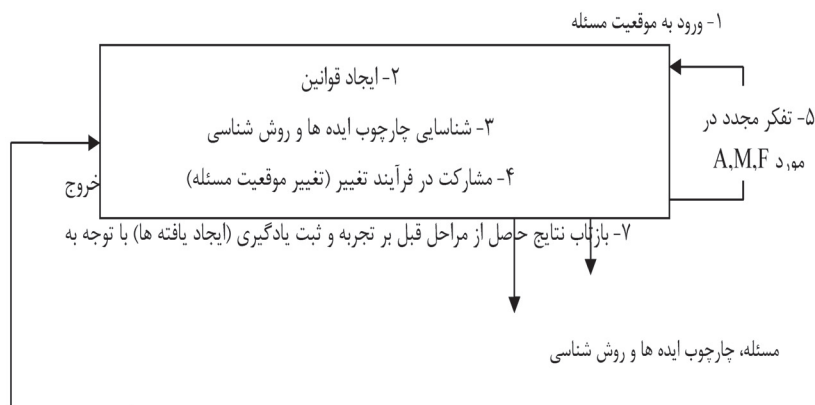 ۱- ورود به موقعیت مسئله
۲- ایجاد قوانین
۳- شناسایی چارچوب ایده ها و روش شناسی
۴- مشارکت در فرآیند تغییر (تغییر موقعیت مسئله)
۵- تفکر مجدد در
مورد A,M,F
خروج
۷- بازتاب نتایج حاصل از مراحل قبل بر تجربه و ثبت یادگیری (ایجاد یافته ها) با توجه به
مسئله، چارچوب ایده ها و روش شناسی